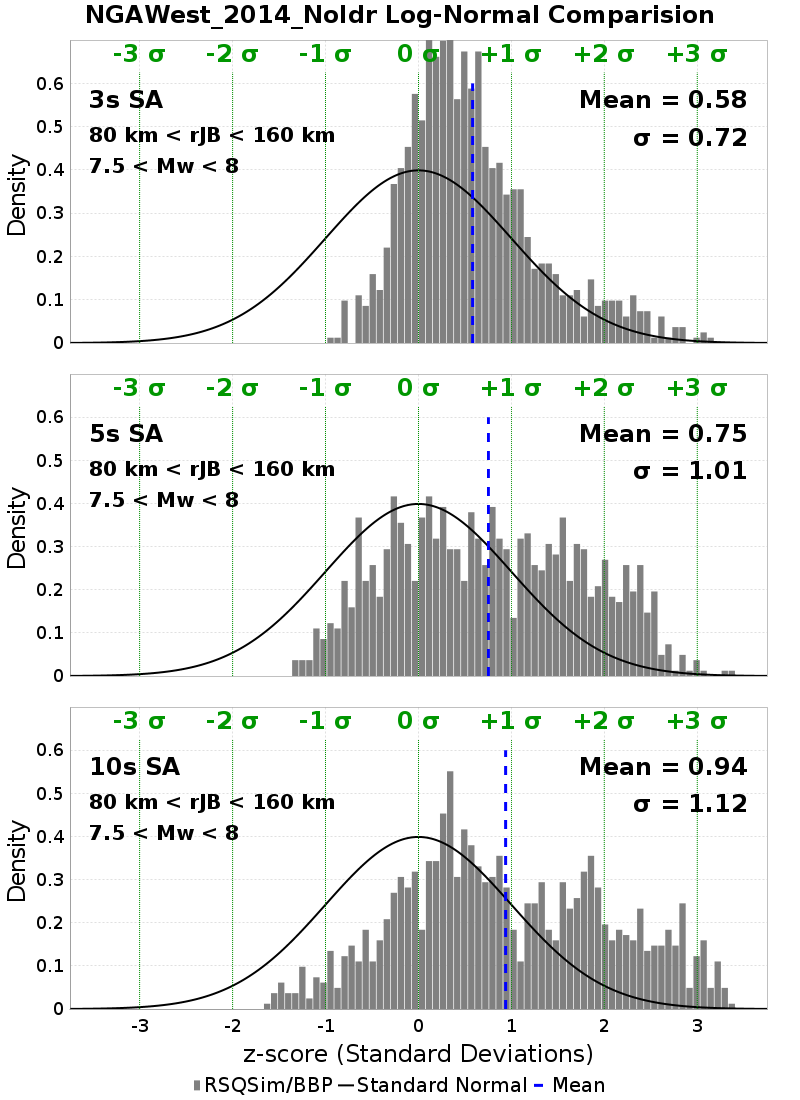 NGAWest_2014_NoIdr Log-Normal Comparision
-3 σ -2 σ -1 σ 0 σ +1 σ +2 σ +3 σ
0.6
3s SA Mean = 0.58
0.5
80 km < rJB < 160 km σ = 0.72
7.5 < Mw < 8
0.4
0.3
0.2
0.1
0
Density
-3 σ -2 σ -1 σ 0 σ +1 σ +2 σ +3 σ
0.6
5s SA Mean = 0.75
0.5
80 km < rJB < 160 km σ = 1.01
7.5 < Mw < 8
0.4
0.3
0.2
0.1
0
Density
-3 σ -2 σ -1 σ 0 σ +1 σ +2 σ +3 σ
0.6
10s SA Mean = 0.94
0.5
80 km < rJB < 160 km σ = 1.12
7.5 < Mw < 8
0.4
0.3
0.2
0.1
0
Density
-3 -2 -1 0 1 2 3
z-score (Standard Deviations)
RSQSim/BBP Standard Normal Mean